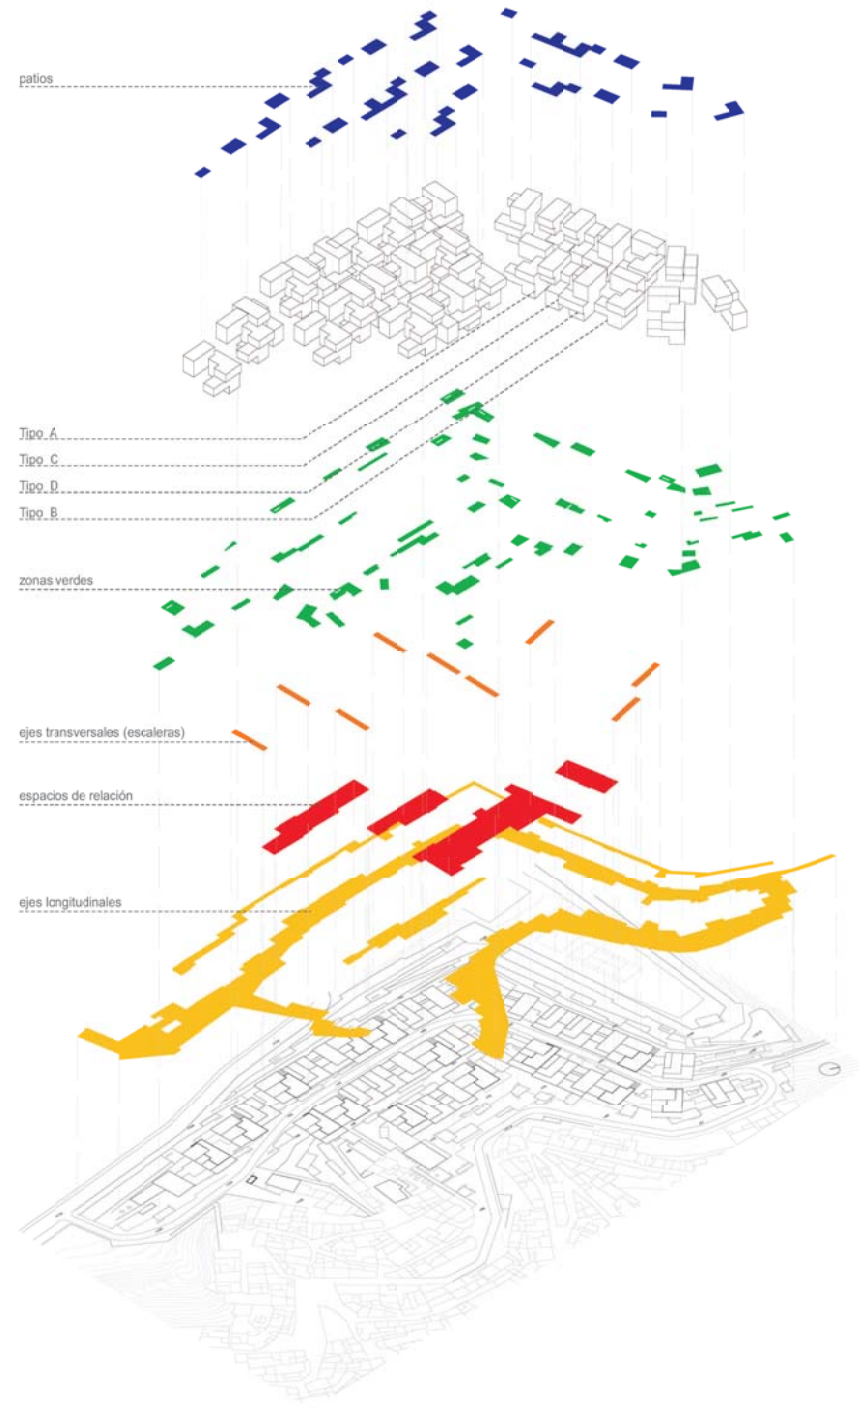 patios
Tipo A
Tipo C
Tipo D
Tipo B
zonas verdes
ejes transversales (escaleras)
espacios de relación
ejes longitudinales